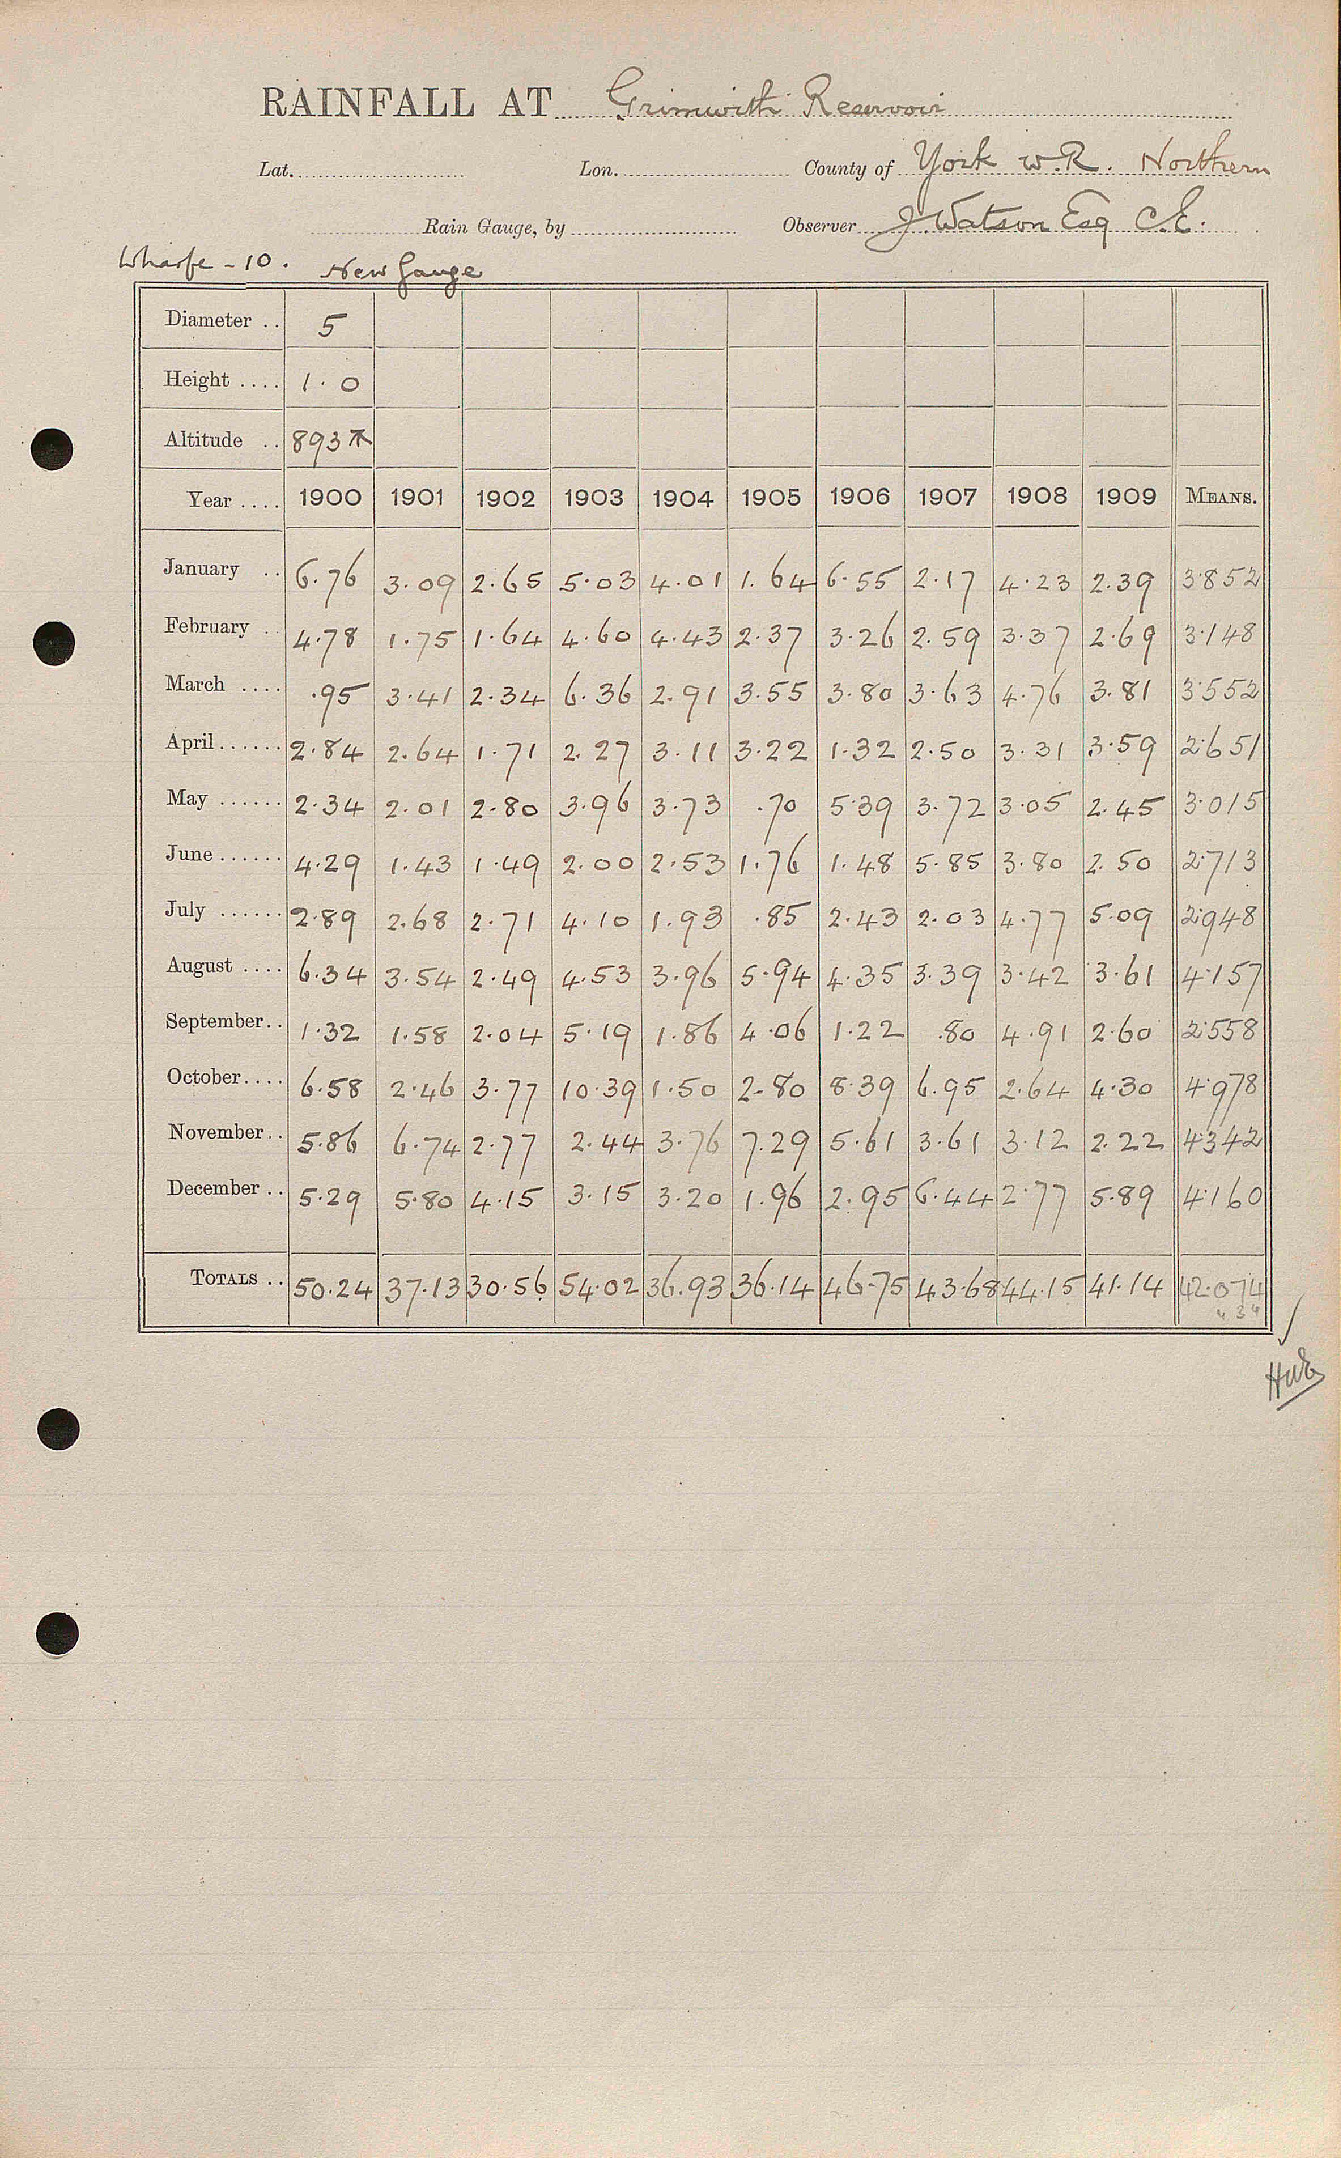 RAINFALL AT Grimwith Reservoir
Lat. Lon. County of York W.R. Northern
Rain Gauge, by Observer J. Watson Esq C.E.
Wharfe - 10. New Gauge
Diameter .. 5
Height .... 1.0
Altitude .. 893
Year .... 1900 1901 1902 1903 1904 1905 1906 1907 1908 1909 MEANS.
January .. 6.76 3.09 2.65 5.03 4.01 1.64 6.55 2.17 4.23 2.39 3.852
February .. 4.78 1.75 1.64 4.60 4.43 2.37 3.26 2.59 3.37 2.69 3.148
March .... .95 3.41 2.34 6.36 2.91 3.55 3.80 3.63 4.76 3.81 3.552
April ...... 2.84 2.64 1.71 2.27 3.11 3.22 1.32 2.50 3.31 3.59 2.651
May ...... 2.34 2.01 2.80 3.96 3.73 .70 5.39 3.72 3.05 2.45 3.015
June ...... 4.29 1.43 1.49 2.00 2.53 1.76 1.48 5.85 3.80 2.50 2.713
July ...... 2.89 2.68 2.71 4.10 1.93 .85 2.43 2.03 4.77 5.09 2.948
August .... 6.34 3.54 2.49 4.53 3.96 5.94 4.35 3.39 3.42 3.61 4.157
September .. 1.32 1.58 2.04 5.19 1.86 4.06 1.22 .80 4.91 2.60 2.558
October .... 6.58 2.46 3.77 10.39 1.50 2.80 8.39 6.95 2.64 4.30 4.978
November .. 5.86 6.74 2.77 2.44 3.76 7.29 5.61 3.61 3.12 2.22 4.342
December .. 5.29 5.80 4.15 3.15 3.20 1.96 2.95 6.44 2.77 5.89 4.160
TOTALS .. 50.24 37.13 30.56 54.02 36.93 36.14 46.75 43.68 44.15 41.14 42.074